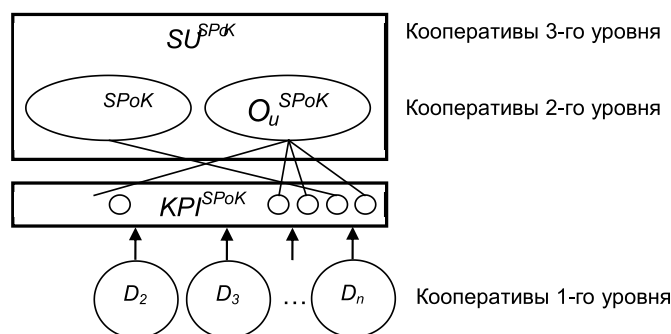 SU^SPoK Кооперативы 3-го уровня
SPoK O_u^SPoK Кооперативы 2-го уровня
KPI^SPoK
D_2 D_3 … D_n Кооперативы 1-го уровня